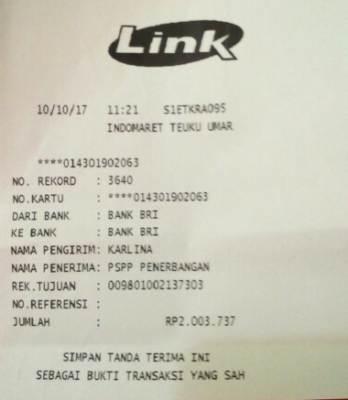 Link
10/10/17 11:21 S1ETKRA095
INDOMARET TEUKU UMAR
****014301902063
NO. REKORD : 3640
NO.KARTU : ****014301902063
DARI BANK : BANK BRI
KE BANK : BANK BRI
NAMA PENGIRIM: KARLINA
NAMA PENERIMA: PSPP PENERBANGAN
REK.TUJUAN : 009801002137303
NO.REFERENSI :
JUMLAH : RP2.003.737
SIMPAN TANDA TERIMA INI
SEBAGAI BUKTI TRANSAKSI YANG SAH